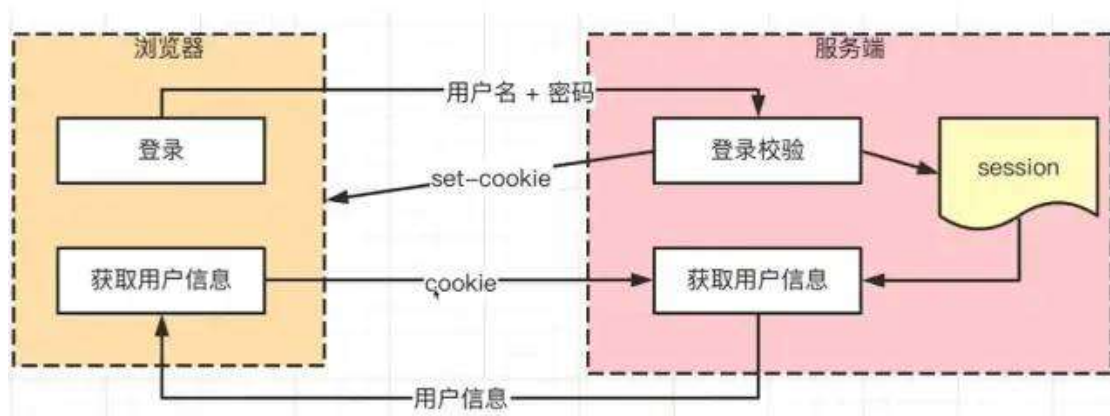 浏览器
服务端
用户名 + 密码
登录
登录校验
session
set-cookie
获取用户信息
cookie
获取用户信息
用户信息